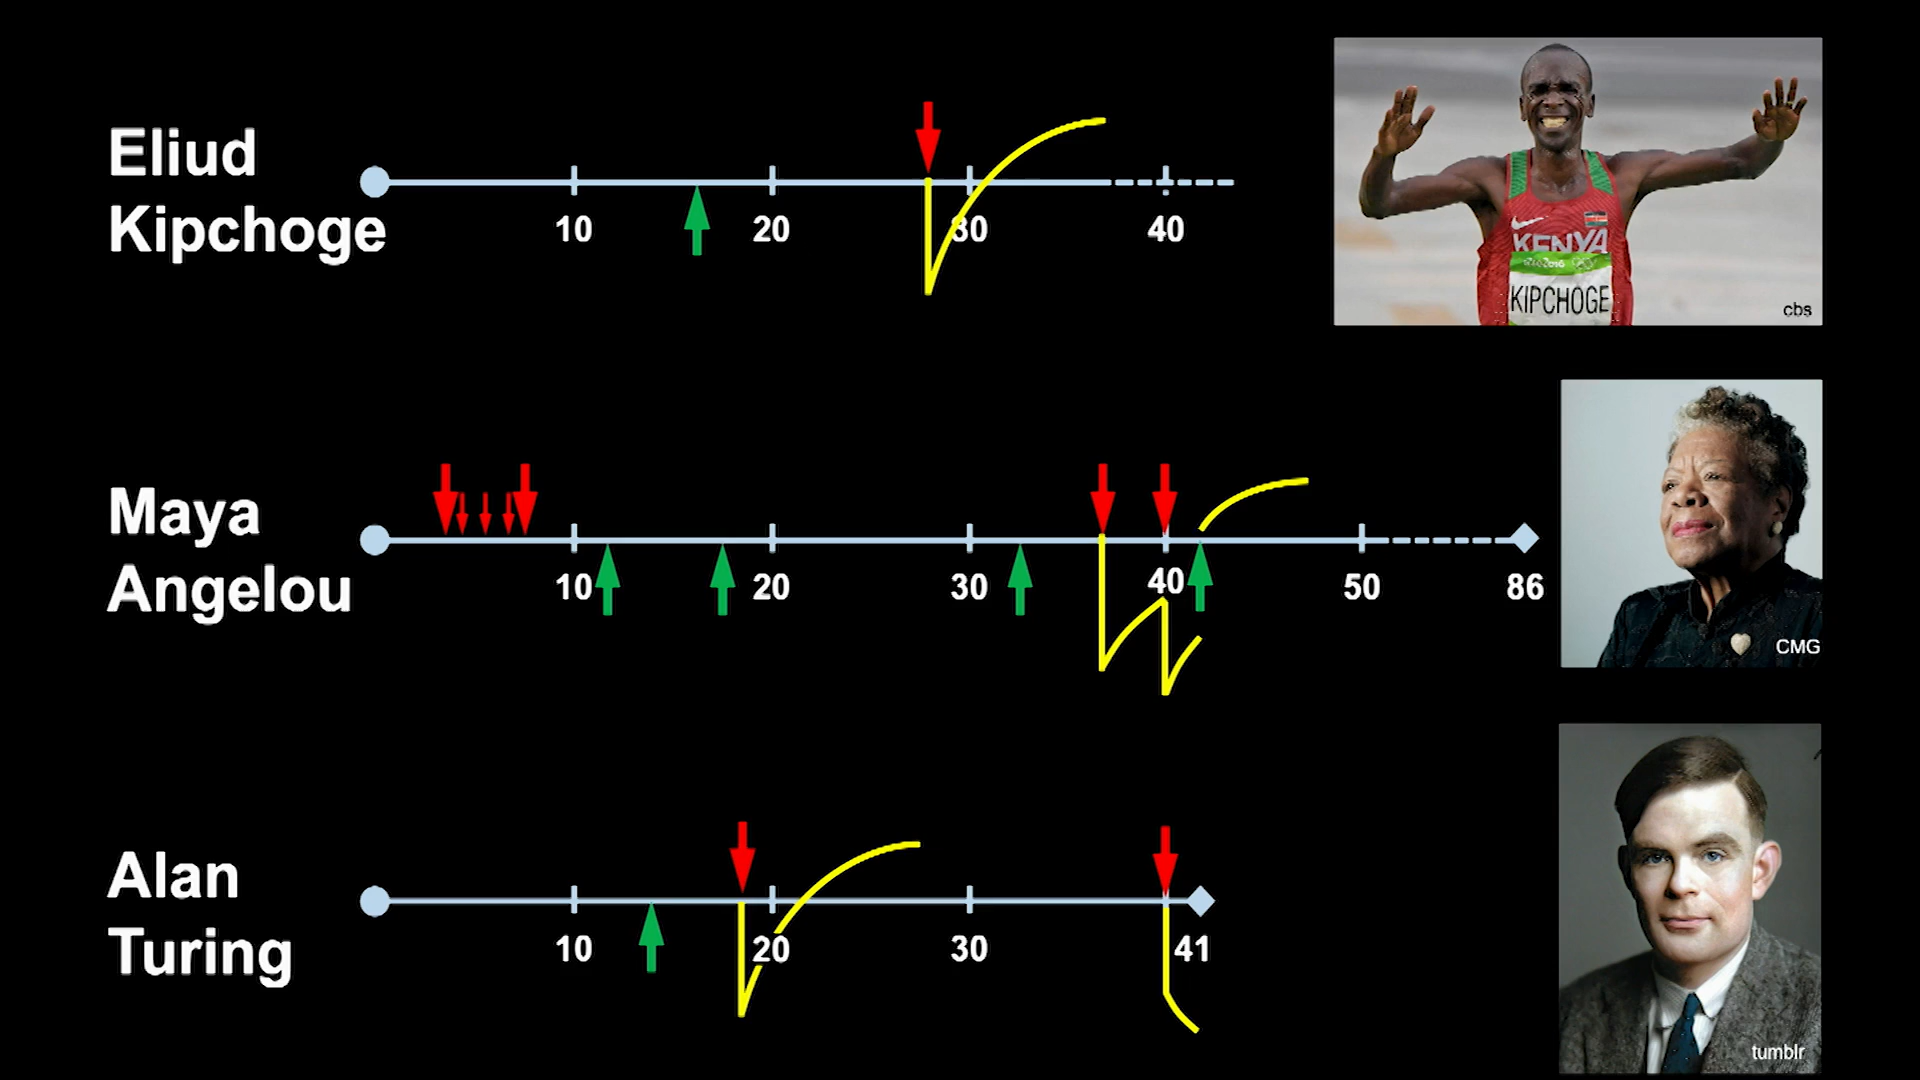 Eliud
Kipchoge
10 20 30 40
KENYA
KIPCHOGE
cbs
Maya
Angelou
10 20 30 40 50 86
CMG
Alan
Turing
10 20 30 41
tumblr